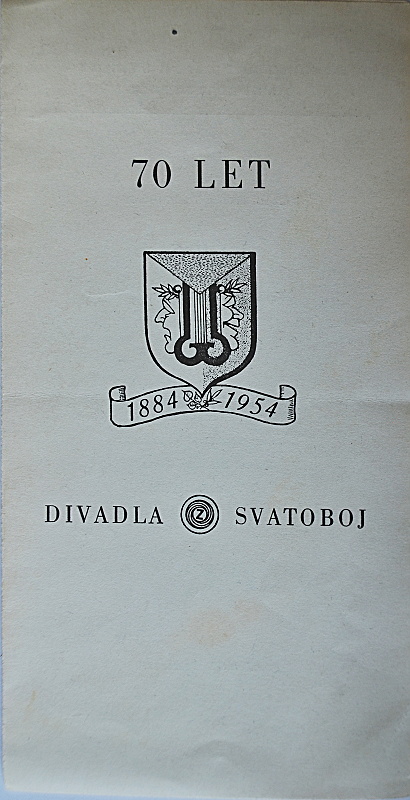 70 LET
1884 1954
DIVADLA Z SVATOBOJ